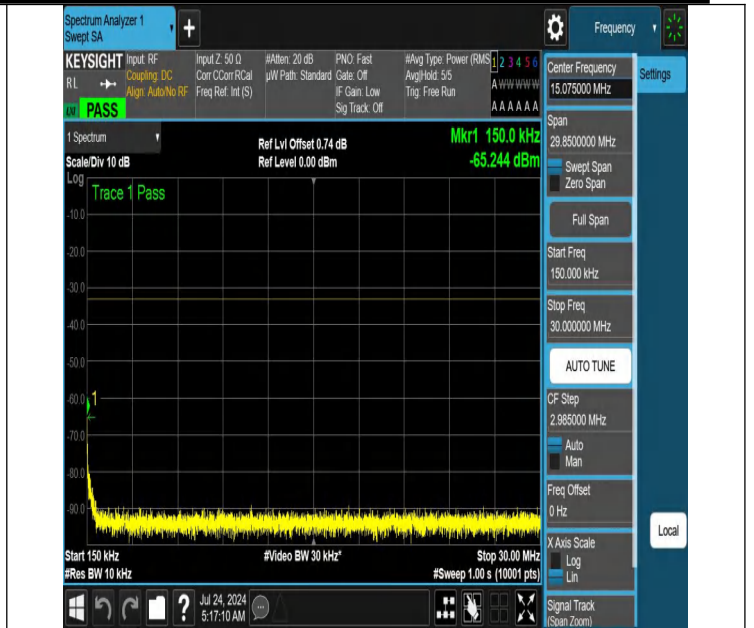 Spectrum Analyzer 1
Swept SA
+
Frequency
KEYSIGHT
RL
PASS
Input: RF
Coupling: DC
Align: Auto/No RF
Input Z: 50 Ω
Corr CCorr RCal
Freq Ref: Int (S)
#Atten: 20 dB
µW Path: Standard
PNO: Fast
Gate: Off
IF Gain: Low
Sig Track: Off
#Avg Type: Power (RMS
Avg|Hold: 5/5
Trig: Free Run
1 2 3 4 5 6
A W W W W W
A A A A A A
Center Frequency
15.075000 MHz
Settings
Span
29.8500000 MHz
Swept Span
Zero Span
Full Span
Start Freq
150.000 kHz
Stop Freq
30.000000 MHz
AUTO TUNE
CF Step
2.985000 MHz
Auto
Man
Freq Offset
0 Hz
X Axis Scale
Log
Lin
Signal Track
(Span Zoom)
Local
1 Spectrum
Scale/Div 10 dB
Ref Lvl Offset 0.74 dB
Ref Level 0.00 dBm
Mkr1 150.0 kHz
-65.244 dBm
Log
Trace 1 Pass
-10.0
-20.0
-30.0
-40.0
-50.0
-60.0
1
-70.0
-80.0
-90.0
Start 150 kHz
#Video BW 30 kHz*
Stop 30.00 MHz
#Res BW 10 kHz
#Sweep 1.00 s (10001 pts)
?
Jul 24, 2024
5:17:10 AM